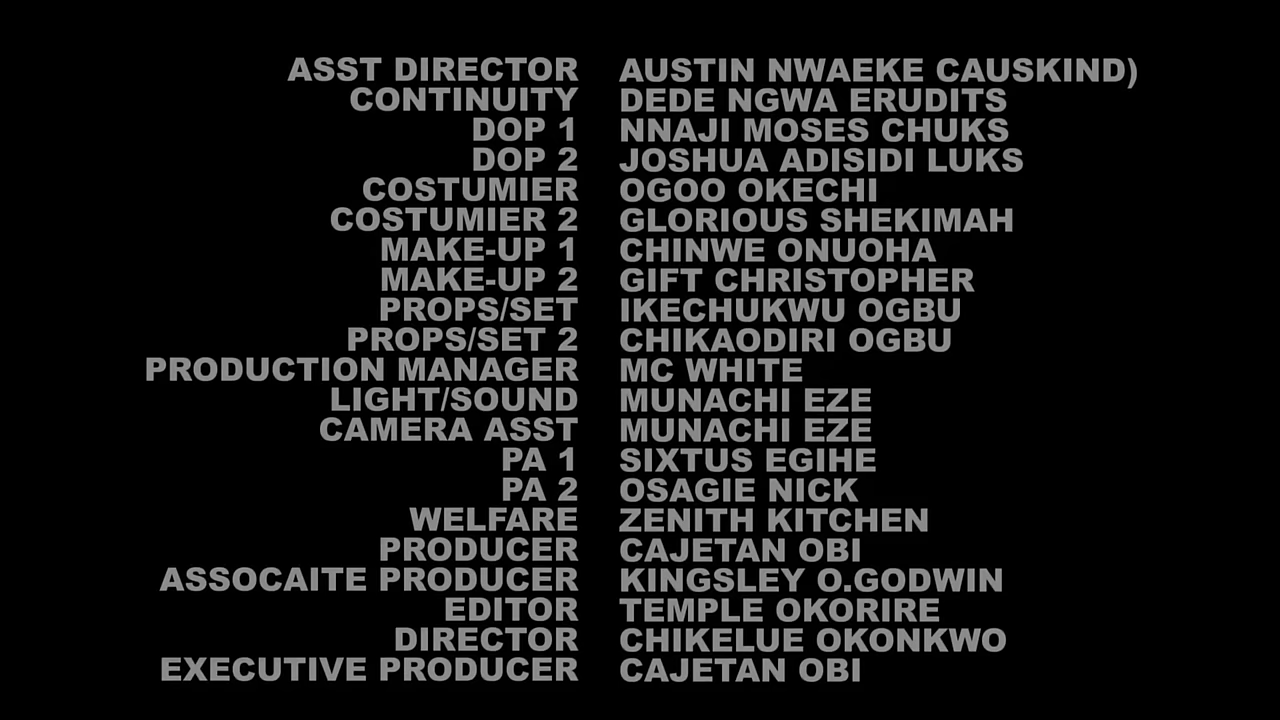 ASST DIRECTOR AUSTIN NWAEKE CAUSKIND)
CONTINUITY DEDE NGWA ERUDITS
DOP 1 NNAJI MOSES CHUKS
DOP 2 JOSHUA ADISIDI LUKS
COSTUMIER OGOO OKECHI
COSTUMIER 2 GLORIOUS SHEKIMAH
MAKE-UP 1 CHINWE ONUOHA
MAKE-UP 2 GIFT CHRISTOPHER
PROPS/SET IKECHUKWU OGBU
PROPS/SET 2 CHIKAODIRI OGBU
PRODUCTION MANAGER MC WHITE
LIGHT/SOUND MUNACHI EZE
CAMERA ASST MUNACHI EZE
PA 1 SIXTUS EGIHE
PA 2 OSAGIE NICK
WELFARE ZENITH KITCHEN
PRODUCER CAJETAN OBI
ASSOCAITE PRODUCER KINGSLEY O.GODWIN
EDITOR TEMPLE OKORIRE
DIRECTOR CHIKELUE OKONKWO
EXECUTIVE PRODUCER CAJETAN OBI